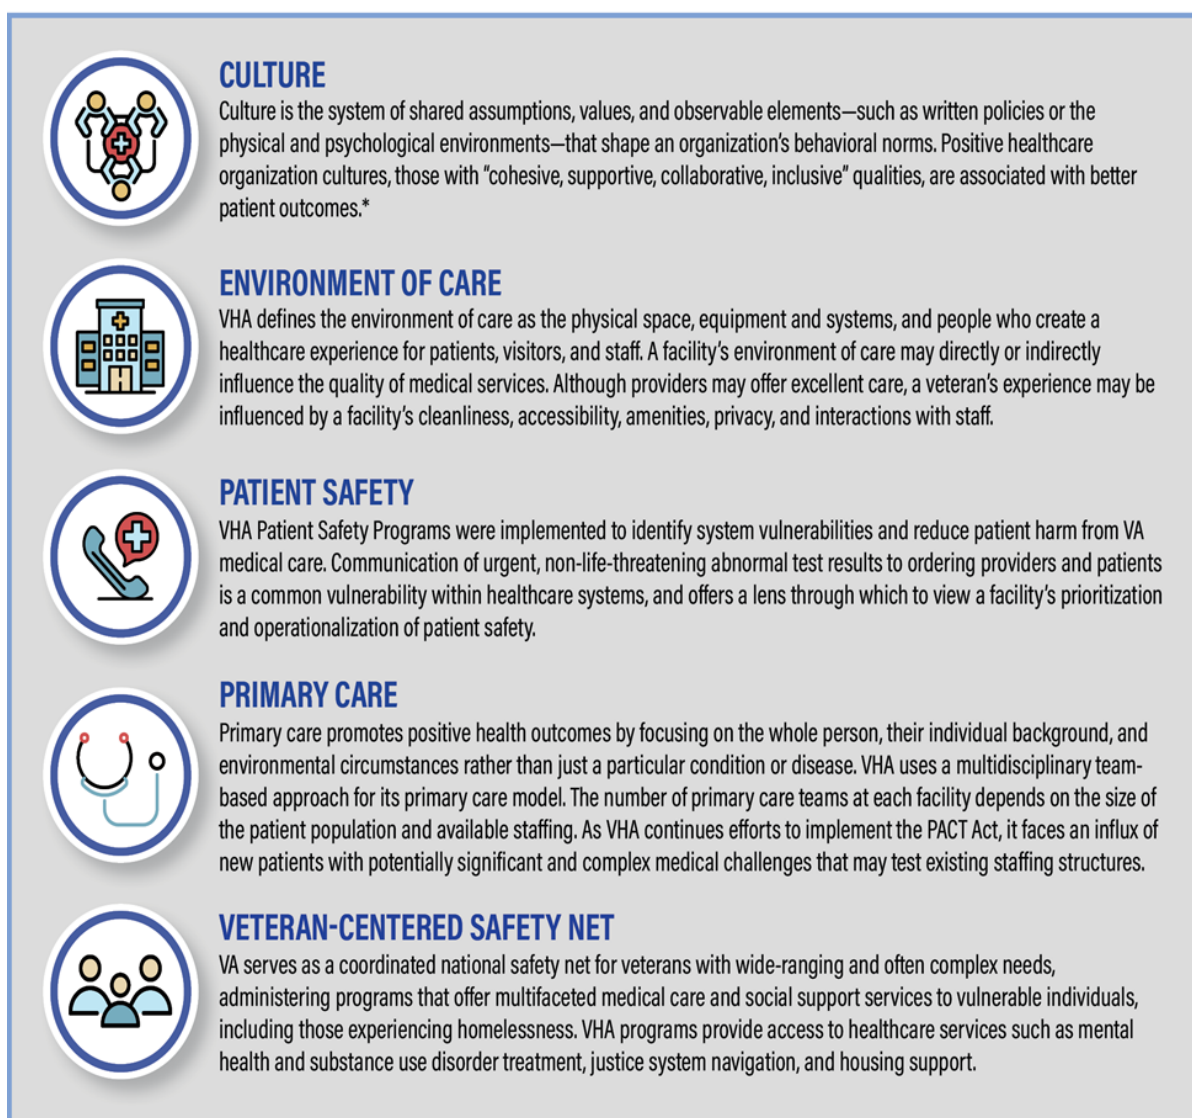 CULTURE
Culture is the system of shared assumptions, values, and observable elements—such as written policies or the
physical and psychological environments—that shape an organization's behavioral norms. Positive healthcare
organization cultures, those with "cohesive, supportive, collaborative, inclusive" qualities, are associated with better
patient outcomes.*
ENVIRONMENT OF CARE
VHA defines the environment of care as the physical space, equipment and systems, and people who create a
healthcare experience for patients, visitors, and staff. A facility's environment of care may directly or indirectly
influence the quality of medical services. Although providers may offer excellent care, a veteran's experience may be
influenced by a facility's cleanliness, accessibility, amenities, privacy, and interactions with staff.
PATIENT SAFETY
VHA Patient Safety Programs were implemented to identify system vulnerabilities and reduce patient harm from VA
medical care. Communication of urgent, non-life-threatening abnormal test results to ordering providers and patients
is a common vulnerability within healthcare systems, and offers a lens through which to view a facility's prioritization
and operationalization of patient safety.
PRIMARY CARE
Primary care promotes positive health outcomes by focusing on the whole person, their individual background, and
environmental circumstances rather than just a particular condition or disease. VHA uses a multidisciplinary team-
based approach for its primary care model. The number of primary care teams at each facility depends on the size of
the patient population and available staffing. As VHA continues efforts to implement the PACT Act, it faces an influx of
new patients with potentially significant and complex medical challenges that may test existing staffing structures.
VETERAN-CENTERED SAFETY NET
VA serves as a coordinated national safety net for veterans with wide-ranging and often complex needs,
administering programs that offer multifaceted medical care and social support services to vulnerable individuals,
including those experiencing homelessness. VHA programs provide access to healthcare services such as mental
health and substance use disorder treatment, justice system navigation, and housing support.